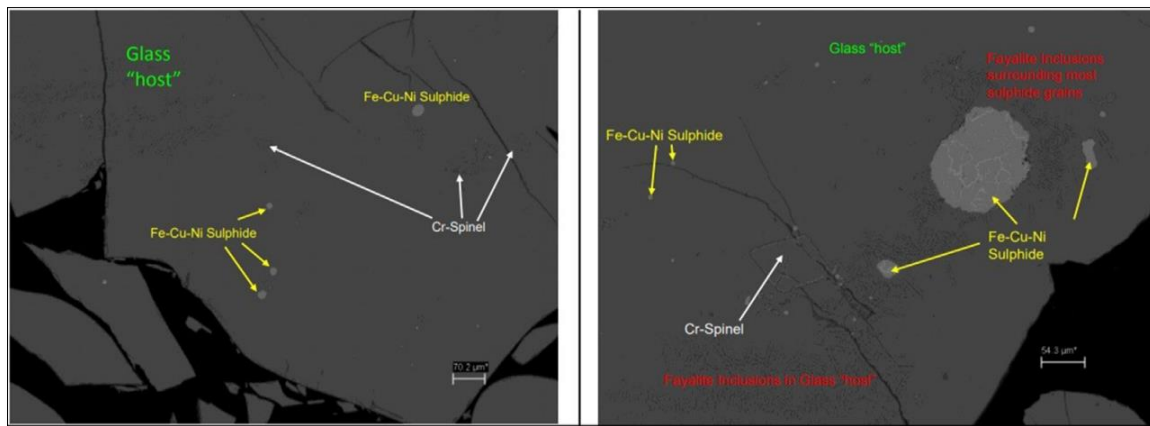 Glass
“host”
Fe-Cu-Ni Sulphide
Cr-Spinel
Fe-Cu-Ni Sulphide
70.2 µm*
Glass “host”
Fayalite Inclusions
surrounding most
sulphide grains
Fe-Cu-Ni Sulphide
Fe-Cu-Ni
Sulphide
Cr-Spinel
54.3 µm*
Fayalite Inclusions in Glass “host”